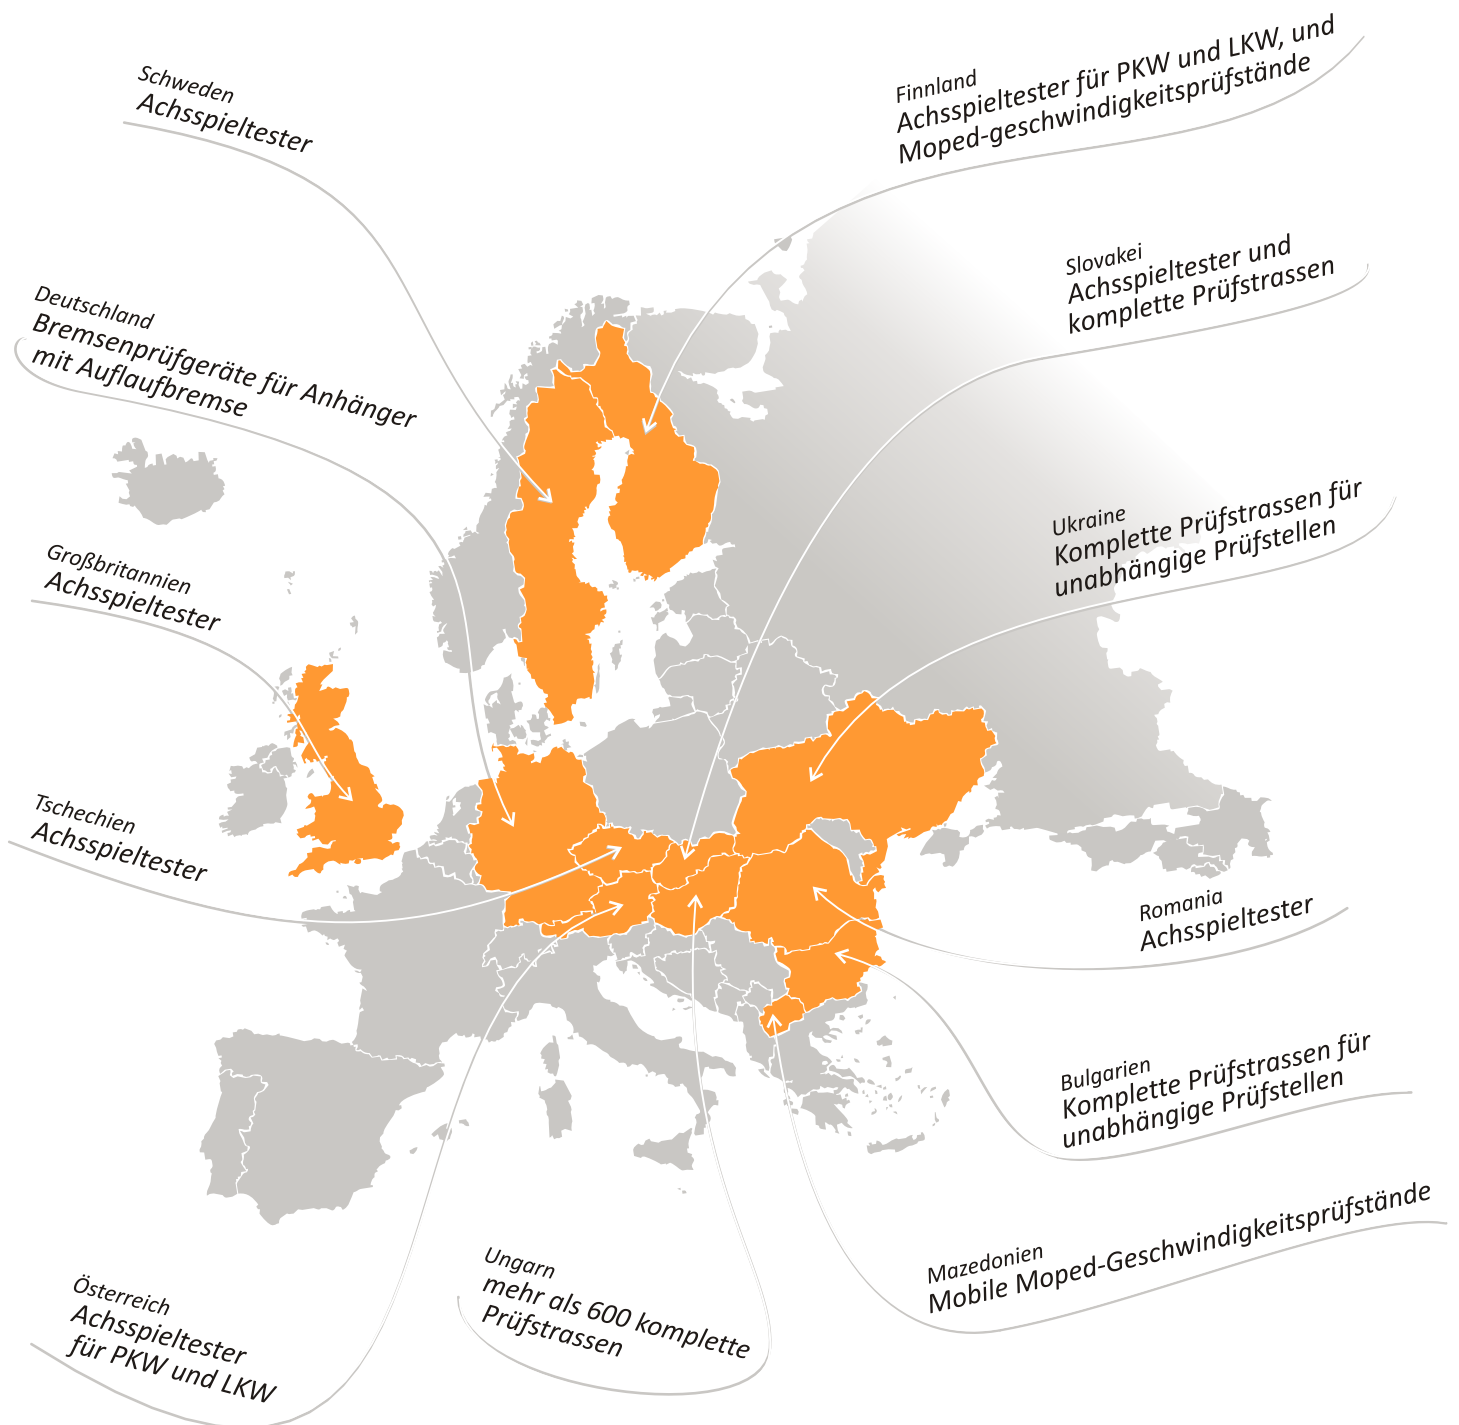 Schweden
Achsspieltester
Finnland
Achsspieltester für PKW und LKW, und
Moped-geschwindigkeitsprüfstände
Slovakei
Achsspieltester und
komplette Prüfstrassen
Deutschland
Bremsenprüfgeräte für Anhänger
mit Auflaufbremse
Ukraine
Komplette Prüfstrassen für
unabhängige Prüfstellen
Großbritannien
Achsspieltester
Tschechien
Achsspieltester
Romania
Achsspieltester
Bulgarien
Komplette Prüfstrassen für
unabhängige Prüfstellen
Mazedonien
Mobile Moped-Geschwindigkeitsprüfstände
Ungarn
mehr als 600 komplette
Prüfstrassen
Österreich
Achsspieltester
für PKW und LKW